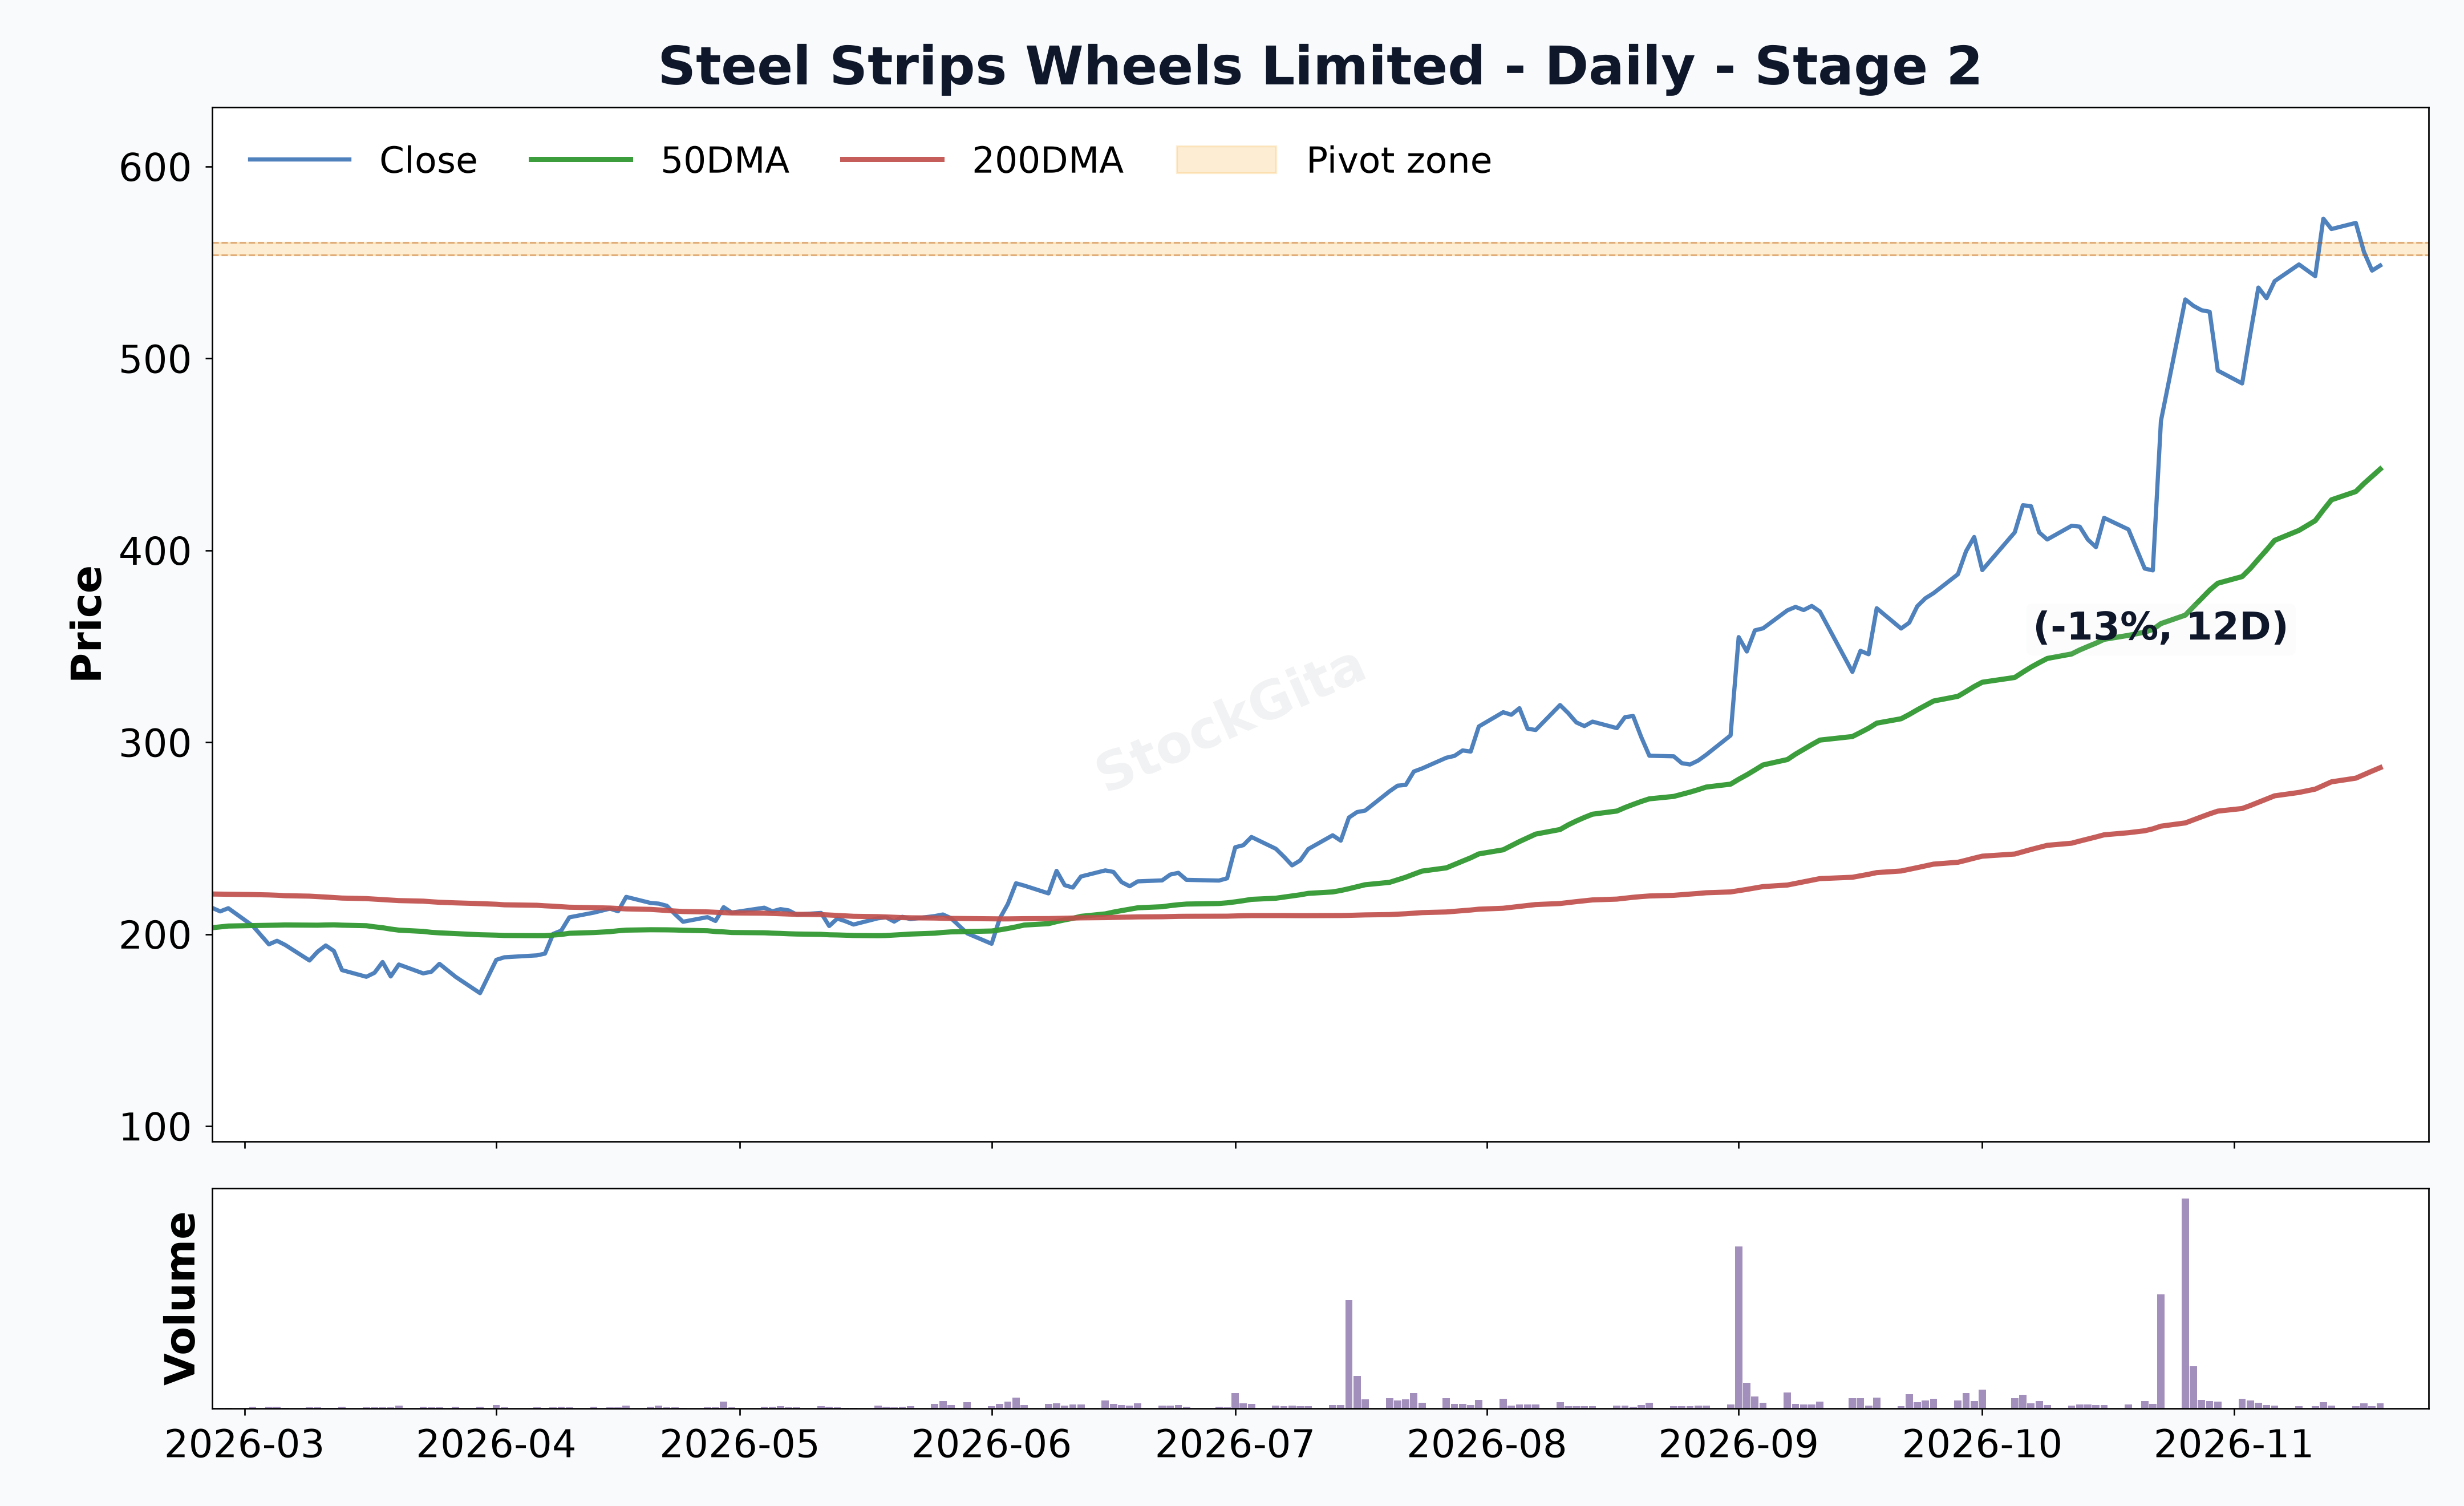 Steel Strips Wheels Limited - Daily - Stage 2
Close 50DMA 200DMA Pivot zone
600
500
400
300
200
100
Price
(-13%, 12D)
StockGita
Volume
2026-03 2026-04 2026-05 2026-06 2026-07 2026-08 2026-09 2026-10 2026-11